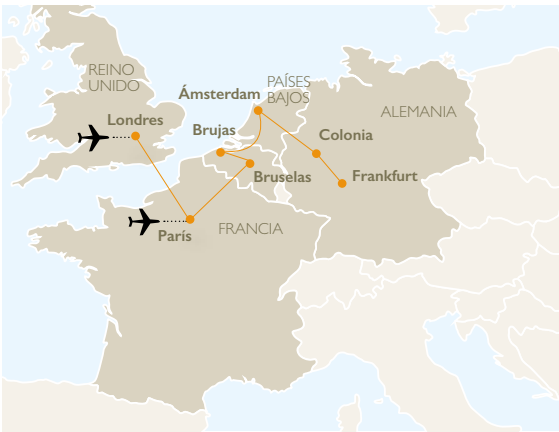 REINO
UNIDO
PAÍSES
BAJOS
Ámsterdam
ALEMANIA
Londres
Brujas
Colonia
Bruselas
Frankfurt
FRANCIA
París